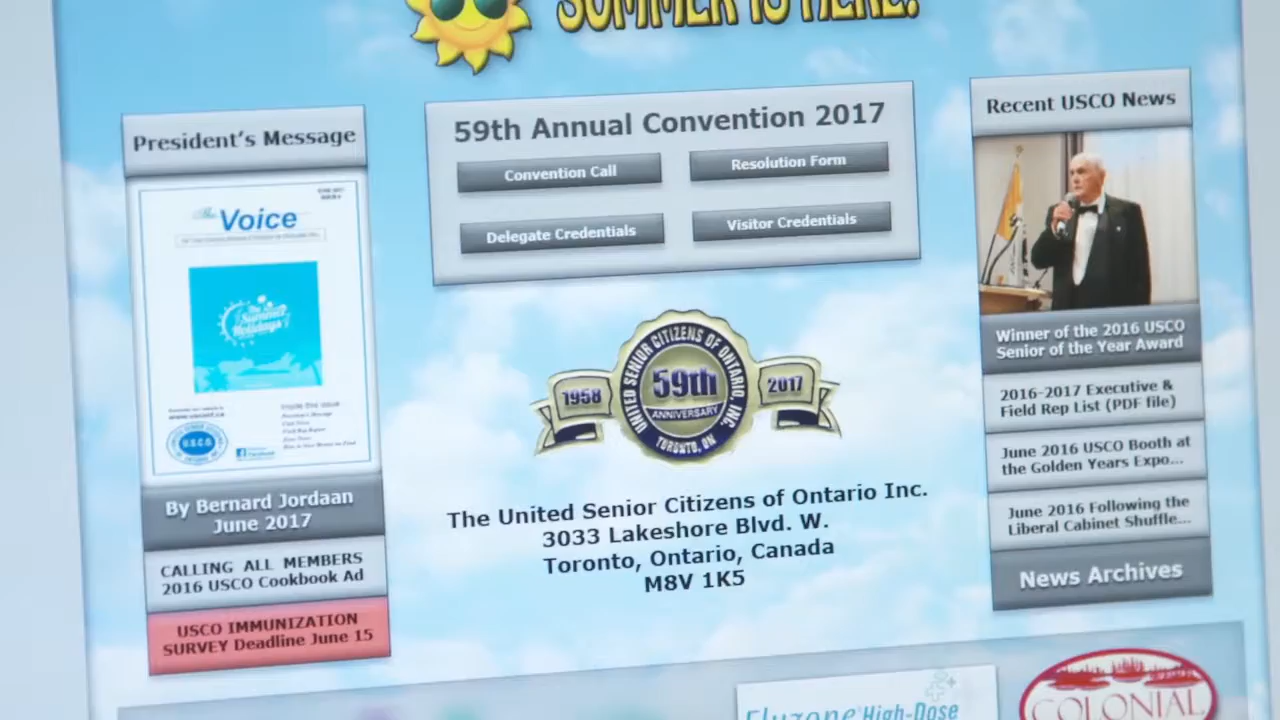 SUMMER IS HERE!
President's Message
The Voice
The Summer Holidays
U.S.C.O.
By Bernard Jordaan
June 2017
CALLING ALL MEMBERS
2016 USCO Cookbook Ad
USCO IMMUNIZATION
SURVEY Deadline June 15
59th Annual Convention 2017
Convention Call
Resolution Form
Delegate Credentials
Visitor Credentials
UNITED SENIOR CITIZENS OF ONTARIO, INC.
1958
59th
2017
ANNIVERSARY
TORONTO, ON
The United Senior Citizens of Ontario Inc.
3033 Lakeshore Blvd. W.
Toronto, Ontario, Canada
M8V 1K5
Recent USCO News
Winner of the 2016 USCO
Senior of the Year Award
2016-2017 Executive &
Field Rep List (PDF file)
June 2016 USCO Booth at
the Golden Years Expo...
June 2016 Following the
Liberal Cabinet Shuffle...
News Archives
Fluzone High-Dose
COLONIAL